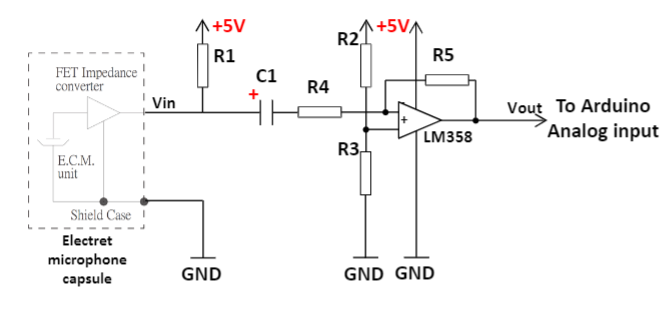 +5V
R1
FET Impedance
converter
Vin
E.C.M.
unit
Shield Case
Electret
microphone
capsule
GND
C1
+
R4
R2
+5V
R5
+
LM358
R3
GND
GND
Vout
To Arduino
Analog input